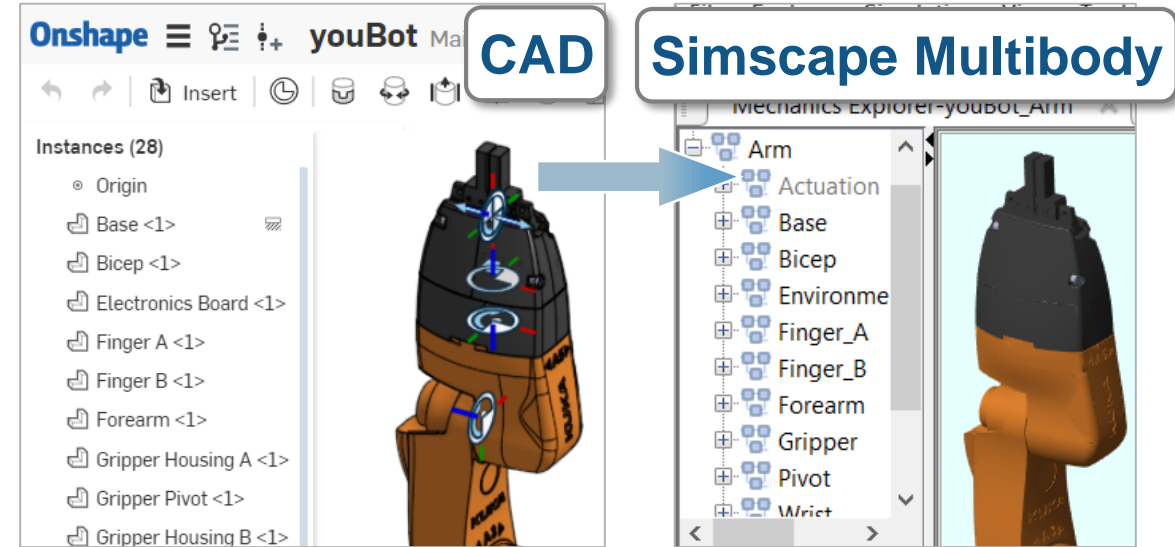 Onshape youBot
CAD
Insert
Instances (28)
Origin
Base <1>
Bicep <1>
Electronics Board <1>
Finger A <1>
Finger B <1>
Forearm <1>
Gripper Housing A <1>
Gripper Pivot <1>
Gripper Housing B <1>
KUKA
KUKA
Simscape Multibody
Mechanics Explorer-youBot_Arm
Arm
Actuation
Base
Bicep
Environme
Finger_A
Finger_B
Forearm
Gripper
Pivot
Wrist